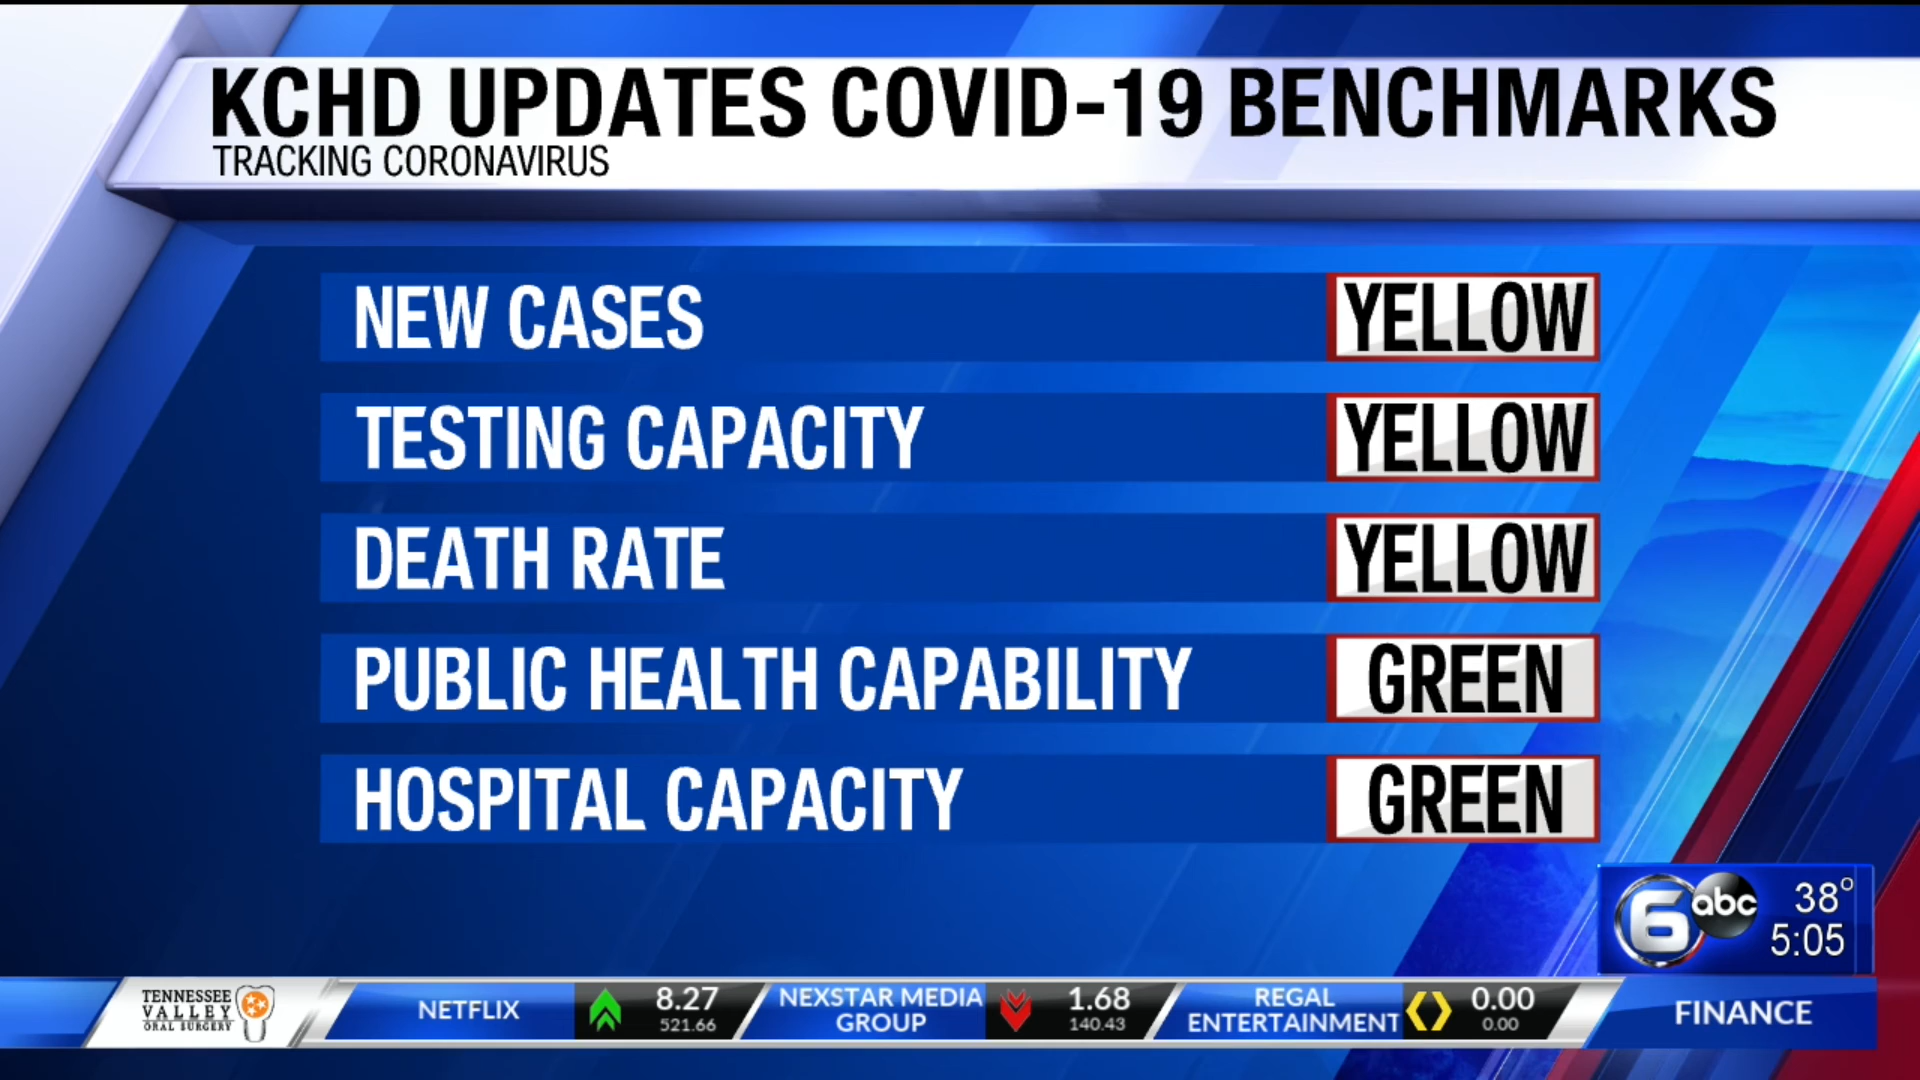 KCHD UPDATES COVID-19 BENCHMARKS
TRACKING CORONAVIRUS
NEW CASES YELLOW
TESTING CAPACITY YELLOW
DEATH RATE YELLOW
PUBLIC HEALTH CAPABILITY GREEN
HOSPITAL CAPACITY GREEN
6 abc 38°
5:05
TENNESSEE
VALLEY
ORAL SURGERY
NETFLIX 8.27
521.66
NEXSTAR MEDIA
GROUP
1.68
140.43
REGAL
ENTERTAINMENT
0.00
0.00
FINANCE